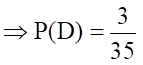 ⇒ P(D) = 3/35